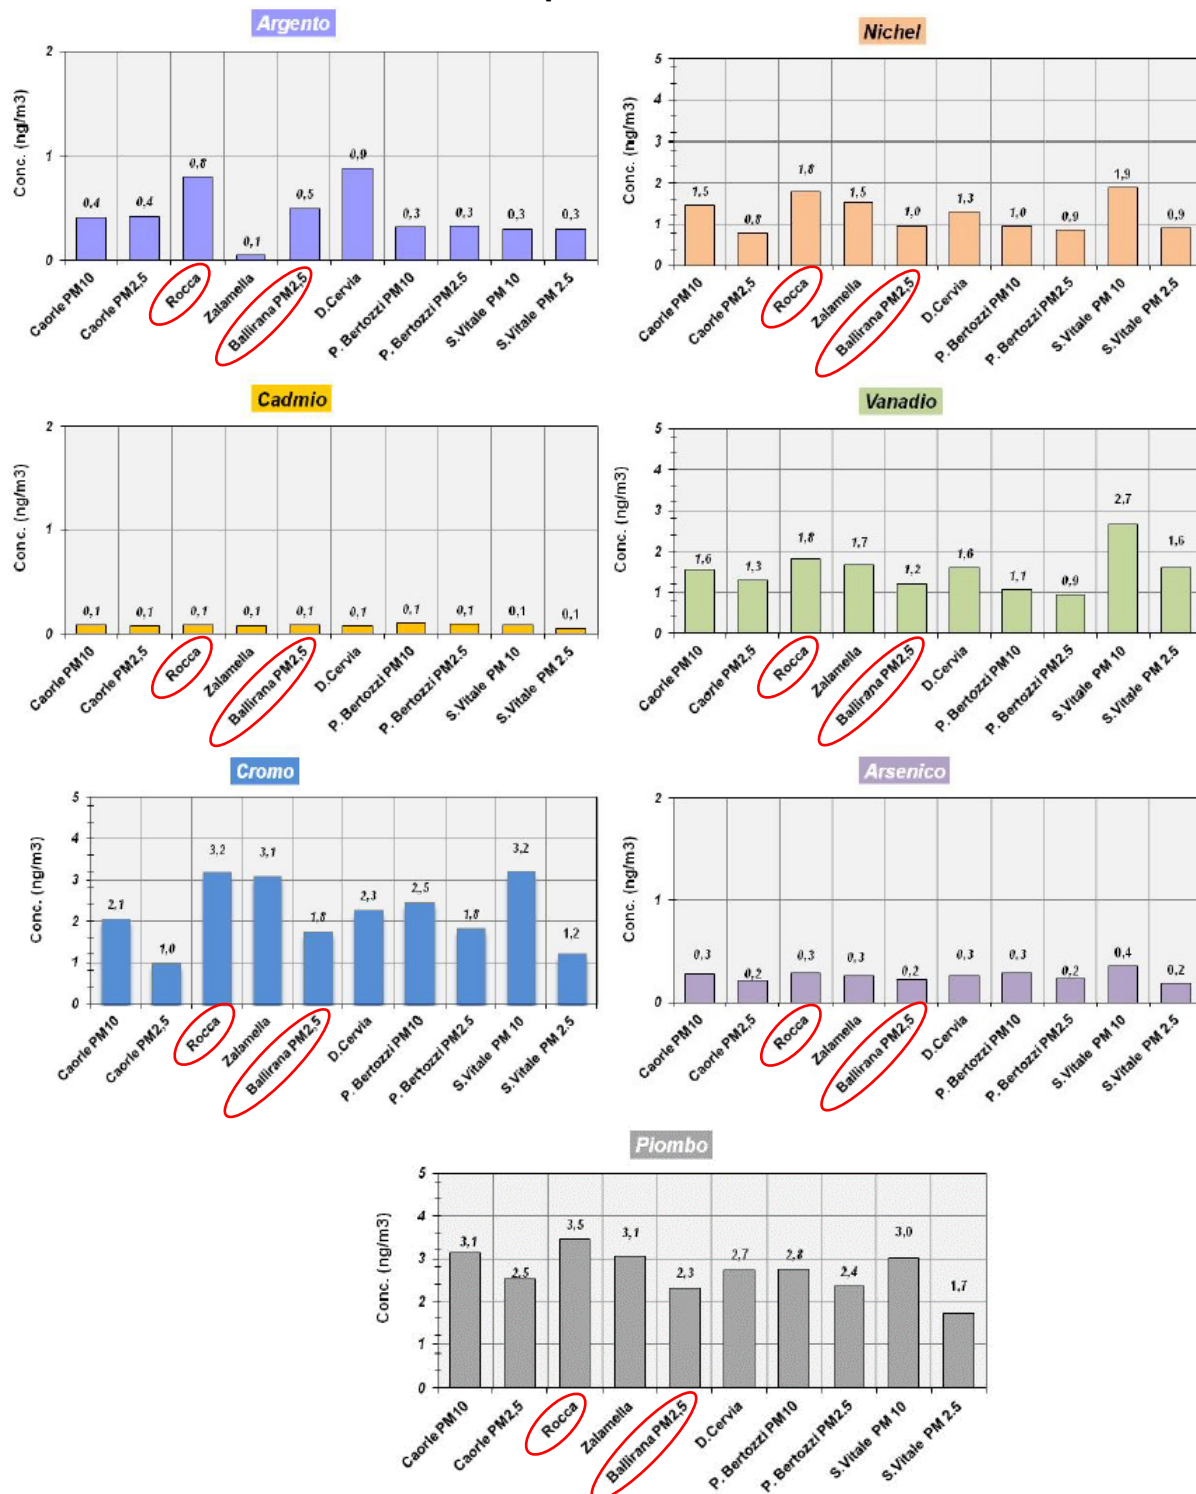 Argento
Conc. (ng/m3)
2
1
0
0,4
0,4
0,8
0,1
0,5
0,9
0,3
0,3
0,3
0,3
Caorle PM10
Caorle PM2,5
Rocca
Zalamella
Ballirana PM2,5
D.Cervia
P. Bertozzi PM10
P. Bertozzi PM2.5
S.Vitale PM 10
S.Vitale PM 2.5
Nichel
Conc. (ng/m3)
5
4
3
2
1
0
1,5
0,8
1,8
1,5
1,0
1,3
1,0
0,9
1,9
0,9
Caorle PM10
Caorle PM2,5
Rocca
Zalamella
Ballirana PM2,5
D.Cervia
P. Bertozzi PM10
P. Bertozzi PM2.5
S.Vitale PM 10
S.Vitale PM 2.5
Cadmio
Conc. (ng/m3)
2
1
0
0,1
0,1
0,1
0,1
0,1
0,1
0,1
0,1
0,1
0,1
Caorle PM10
Caorle PM2,5
Rocca
Zalamella
Ballirana PM2,5
D.Cervia
P. Bertozzi PM10
P. Bertozzi PM2.5
S.Vitale PM 10
S.Vitale PM 2.5
Vanadio
Conc. (ng/m3)
5
4
3
2
1
0
1,6
1,3
1,8
1,7
1,2
1,6
1,1
0,9
2,7
1,6
Caorle PM10
Caorle PM2,5
Rocca
Zalamella
Ballirana PM2,5
D.Cervia
P. Bertozzi PM10
P. Bertozzi PM2.5
S.Vitale PM 10
S.Vitale PM 2.5
Cromo
Conc. (ng/m3)
5
4
3
2
1
0
2,1
1,0
3,2
3,1
1,8
2,3
2,5
1,8
3,2
1,2
Caorle PM10
Caorle PM2,5
Rocca
Zalamella
Ballirana PM2,5
D.Cervia
P. Bertozzi PM10
P. Bertozzi PM2.5
S.Vitale PM 10
S.Vitale PM 2.5
Arsenico
Conc. (ng/m3)
2
1
0
0,3
0,2
0,3
0,3
0,2
0,3
0,3
0,2
0,4
0,2
Caorle PM10
Caorle PM2,5
Rocca
Zalamella
Ballirana PM2,5
D.Cervia
P. Bertozzi PM10
P. Bertozzi PM2.5
S.Vitale PM 10
S.Vitale PM 2.5
Piombo
Conc. (ng/m3)
5
4
3
2
1
0
3,1
2,5
3,5
3,1
2,3
2,7
2,8
2,4
3,0
1,7
Caorle PM10
Caorle PM2,5
Rocca
Zalamella
Ballirana PM2,5
D.Cervia
P. Bertozzi PM10
P. Bertozzi PM2.5
S.Vitale PM 10
S.Vitale PM 2.5